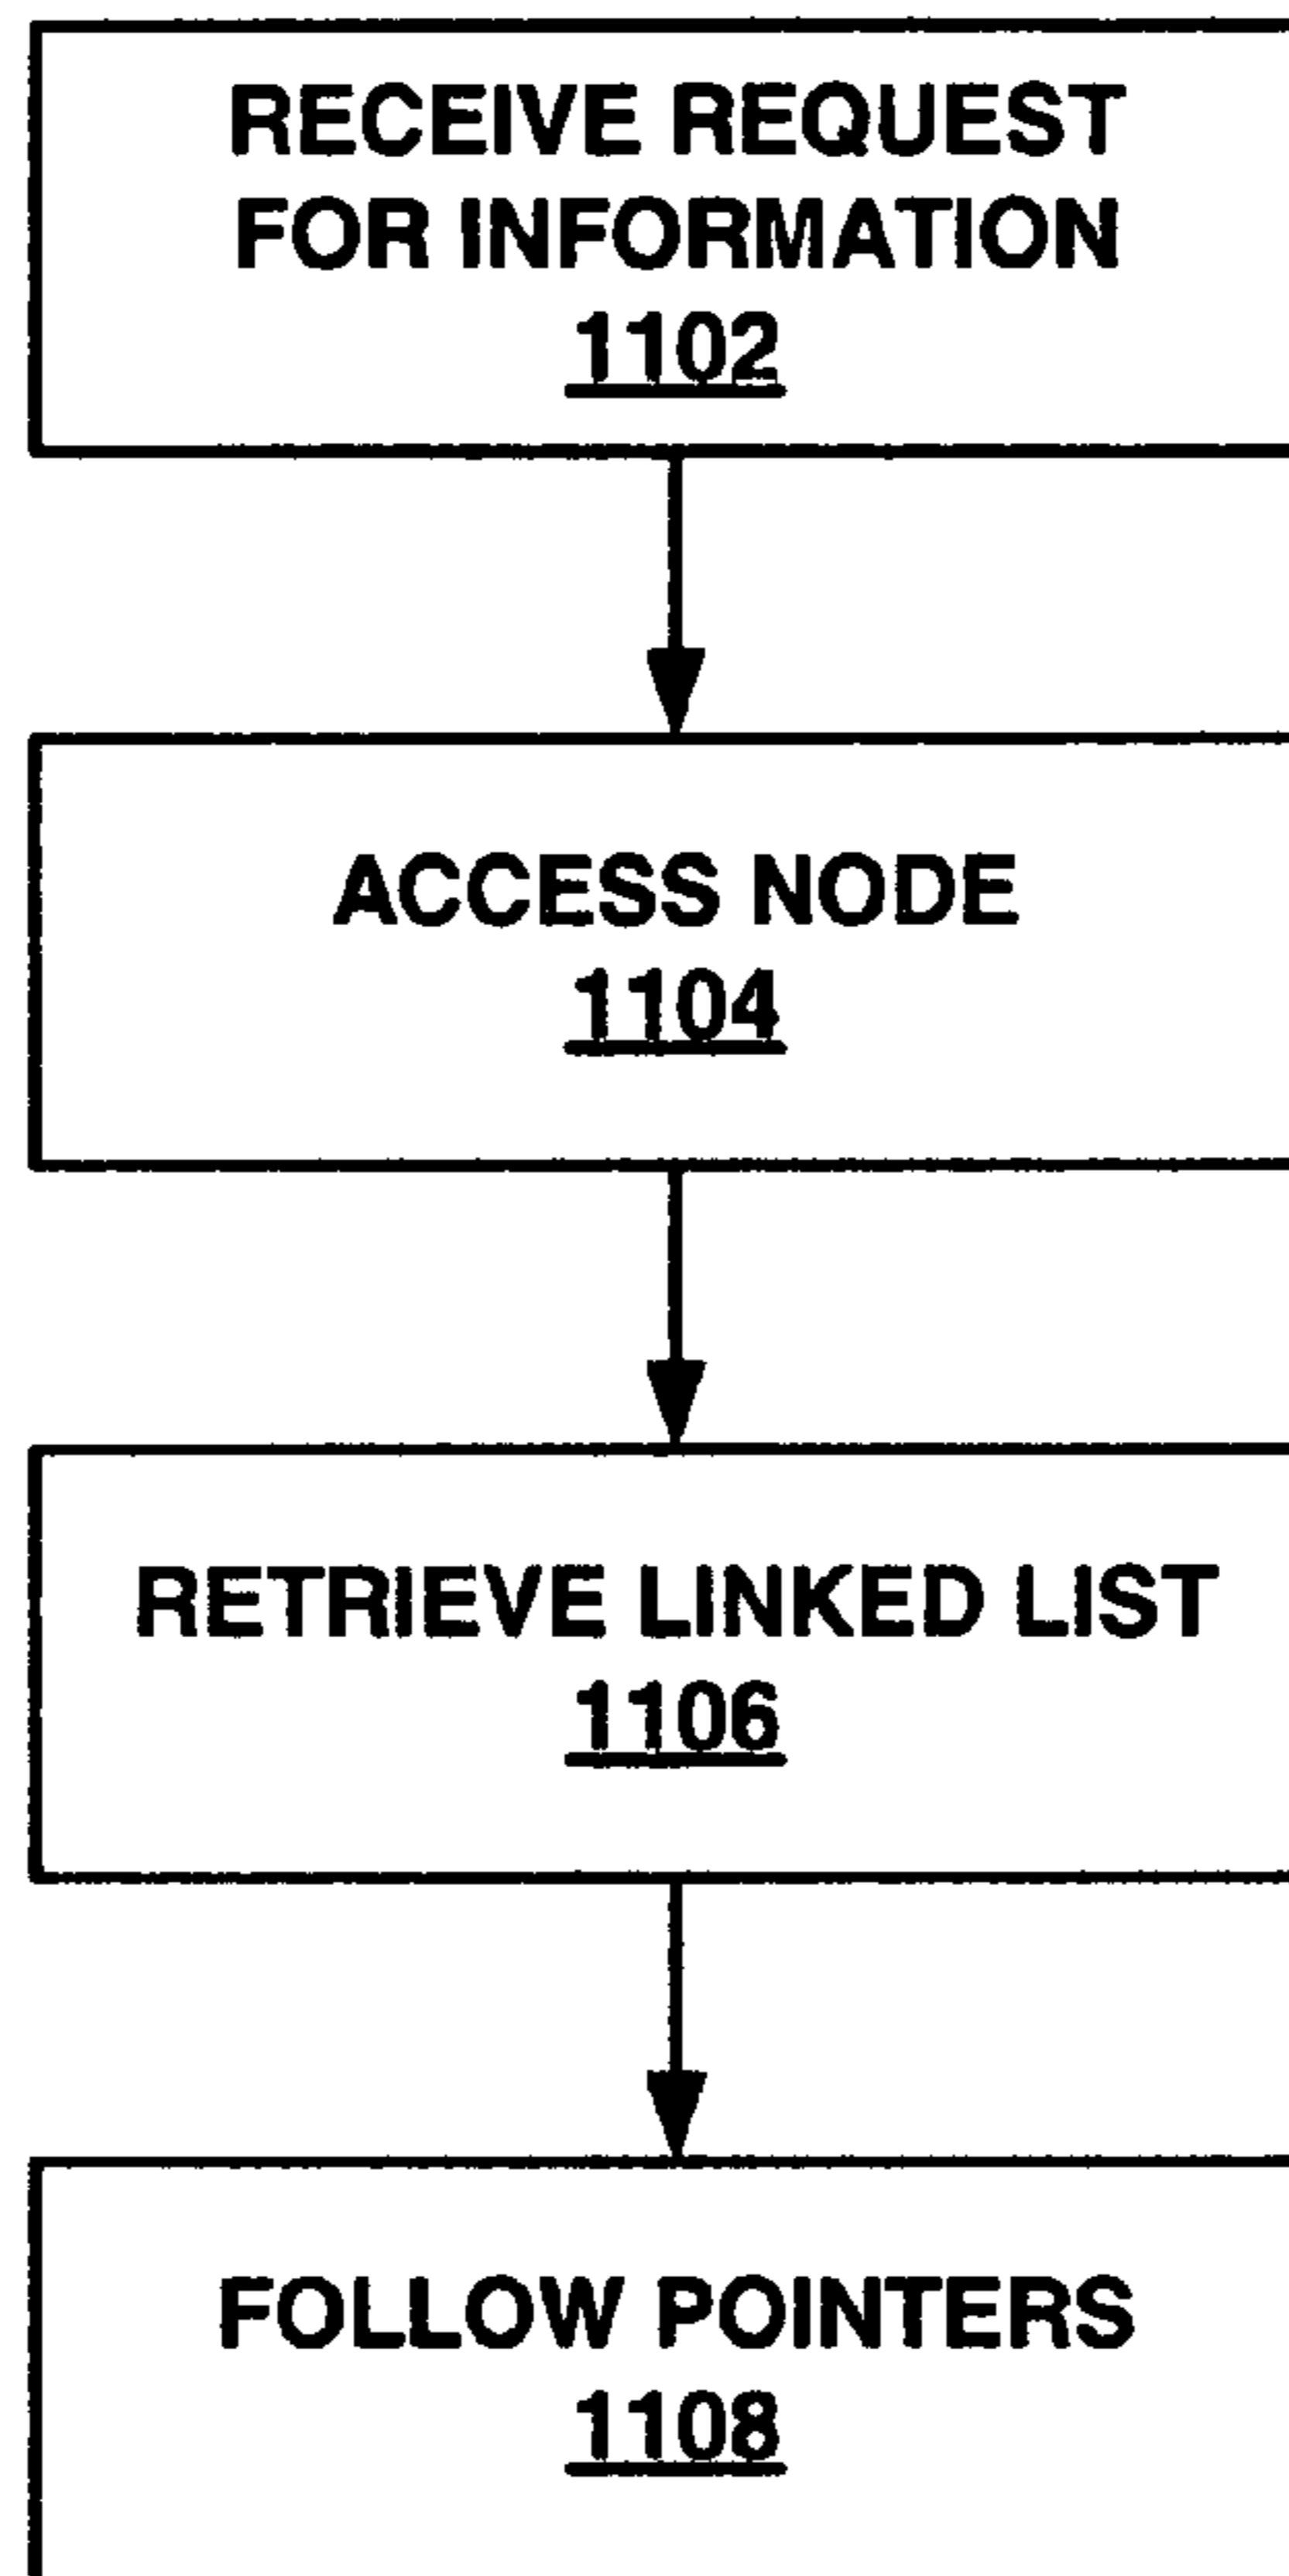 RECEIVE REQUEST
FOR INFORMATION
1102
ACCESS NODE
1104
RETRIEVE LINKED LIST
1106
FOLLOW POINTERS
1108